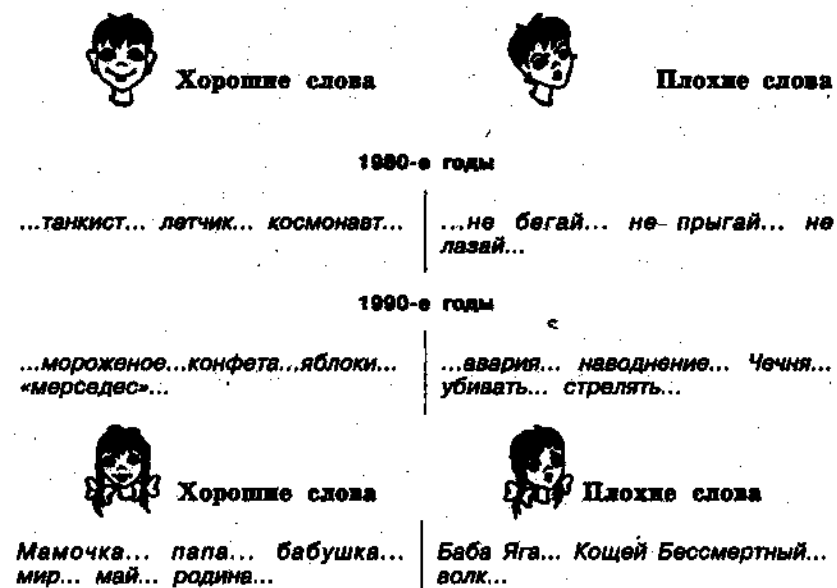 Хорошие слова
Плохие слова
1980-е годы
...танкист... летчик... космонавт...
...не бегай... не прыгай... не
лазай...
1990-е годы
...мороженое...конфета...яблоки...
«мерседес»...
...авария... наводнение... Чечня...
убивать... стрелять...
Хорошие слова
Плохие слова
Мамочка... папа... бабушка...
мир... май... родина...
Баба Яга... Кощей Бессмертный...
волк...